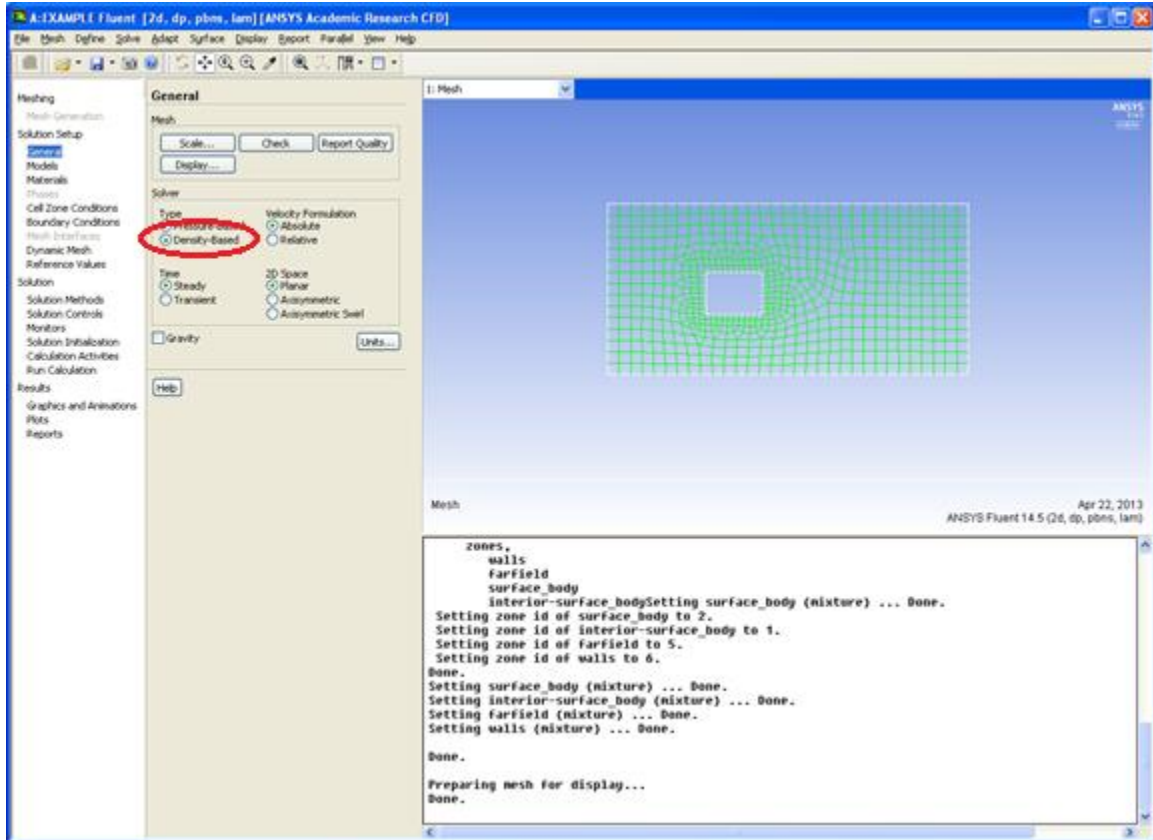 A:EXAMPLE Fluent [2d, dp, pbns, lam] [ANSYS Academic Research CFD]
File Mesh Define Solve Adapt Surface Display Report Parallel View Help
Meshing
Mesh Generation
Solution Setup
General
Models
Materials
Phases
Cell Zone Conditions
Boundary Conditions
Mesh Interfaces
Dynamic Mesh
Reference Values
Solution
Solution Methods
Solution Controls
Monitors
Solution Initialization
Calculation Activities
Run Calculation
Results
Graphics and Animations
Plots
Reports
General
Mesh
Scale... Check Report Quality
Display...
Solver
Type Velocity Formulation
Pressure-Based Absolute
Density-Based Relative
Time 2D Space
Steady Planar
Transient Axisymmetric
Axisymmetric Swirl
Gravity Units...
Help
1: Mesh
ANSYS
Mesh
Apr 22, 2013
ANSYS Fluent 14.5 (2d, dp, pbns, lam)
zones,
walls
farfield
surface_body
interior-surface_bodySetting surface_body (mixture) ... Done.
Setting zone id of surface_body to 2.
Setting zone id of interior-surface_body to 1.
Setting zone id of farfield to 5.
Setting zone id of walls to 6.
Done.
Setting surface_body (mixture) ... Done.
Setting interior-surface_body (mixture) ... Done.
Setting farfield (mixture) ... Done.
Setting walls (mixture) ... Done.
Done.
Preparing mesh for display...
Done.